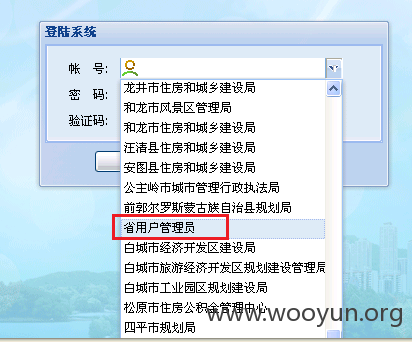 登陆系统
帐 号:
密 码:
验证码:
龙井市住房和城乡建设局
和龙市风景区管理局
和龙市住房和城乡建设局
汪清县住房和城乡建设局
安图县住房和城乡建设局
公主岭市城市管理行政执法局
前郭尔罗斯蒙古族自治县规划局
省用户管理员
白城市经济开发区建设局
白城市旅游经济开发区规划建设管理局
白城市工业园区规划建设局
松原市住房公积金管理中心
四平市规划局
www.wooyun.org